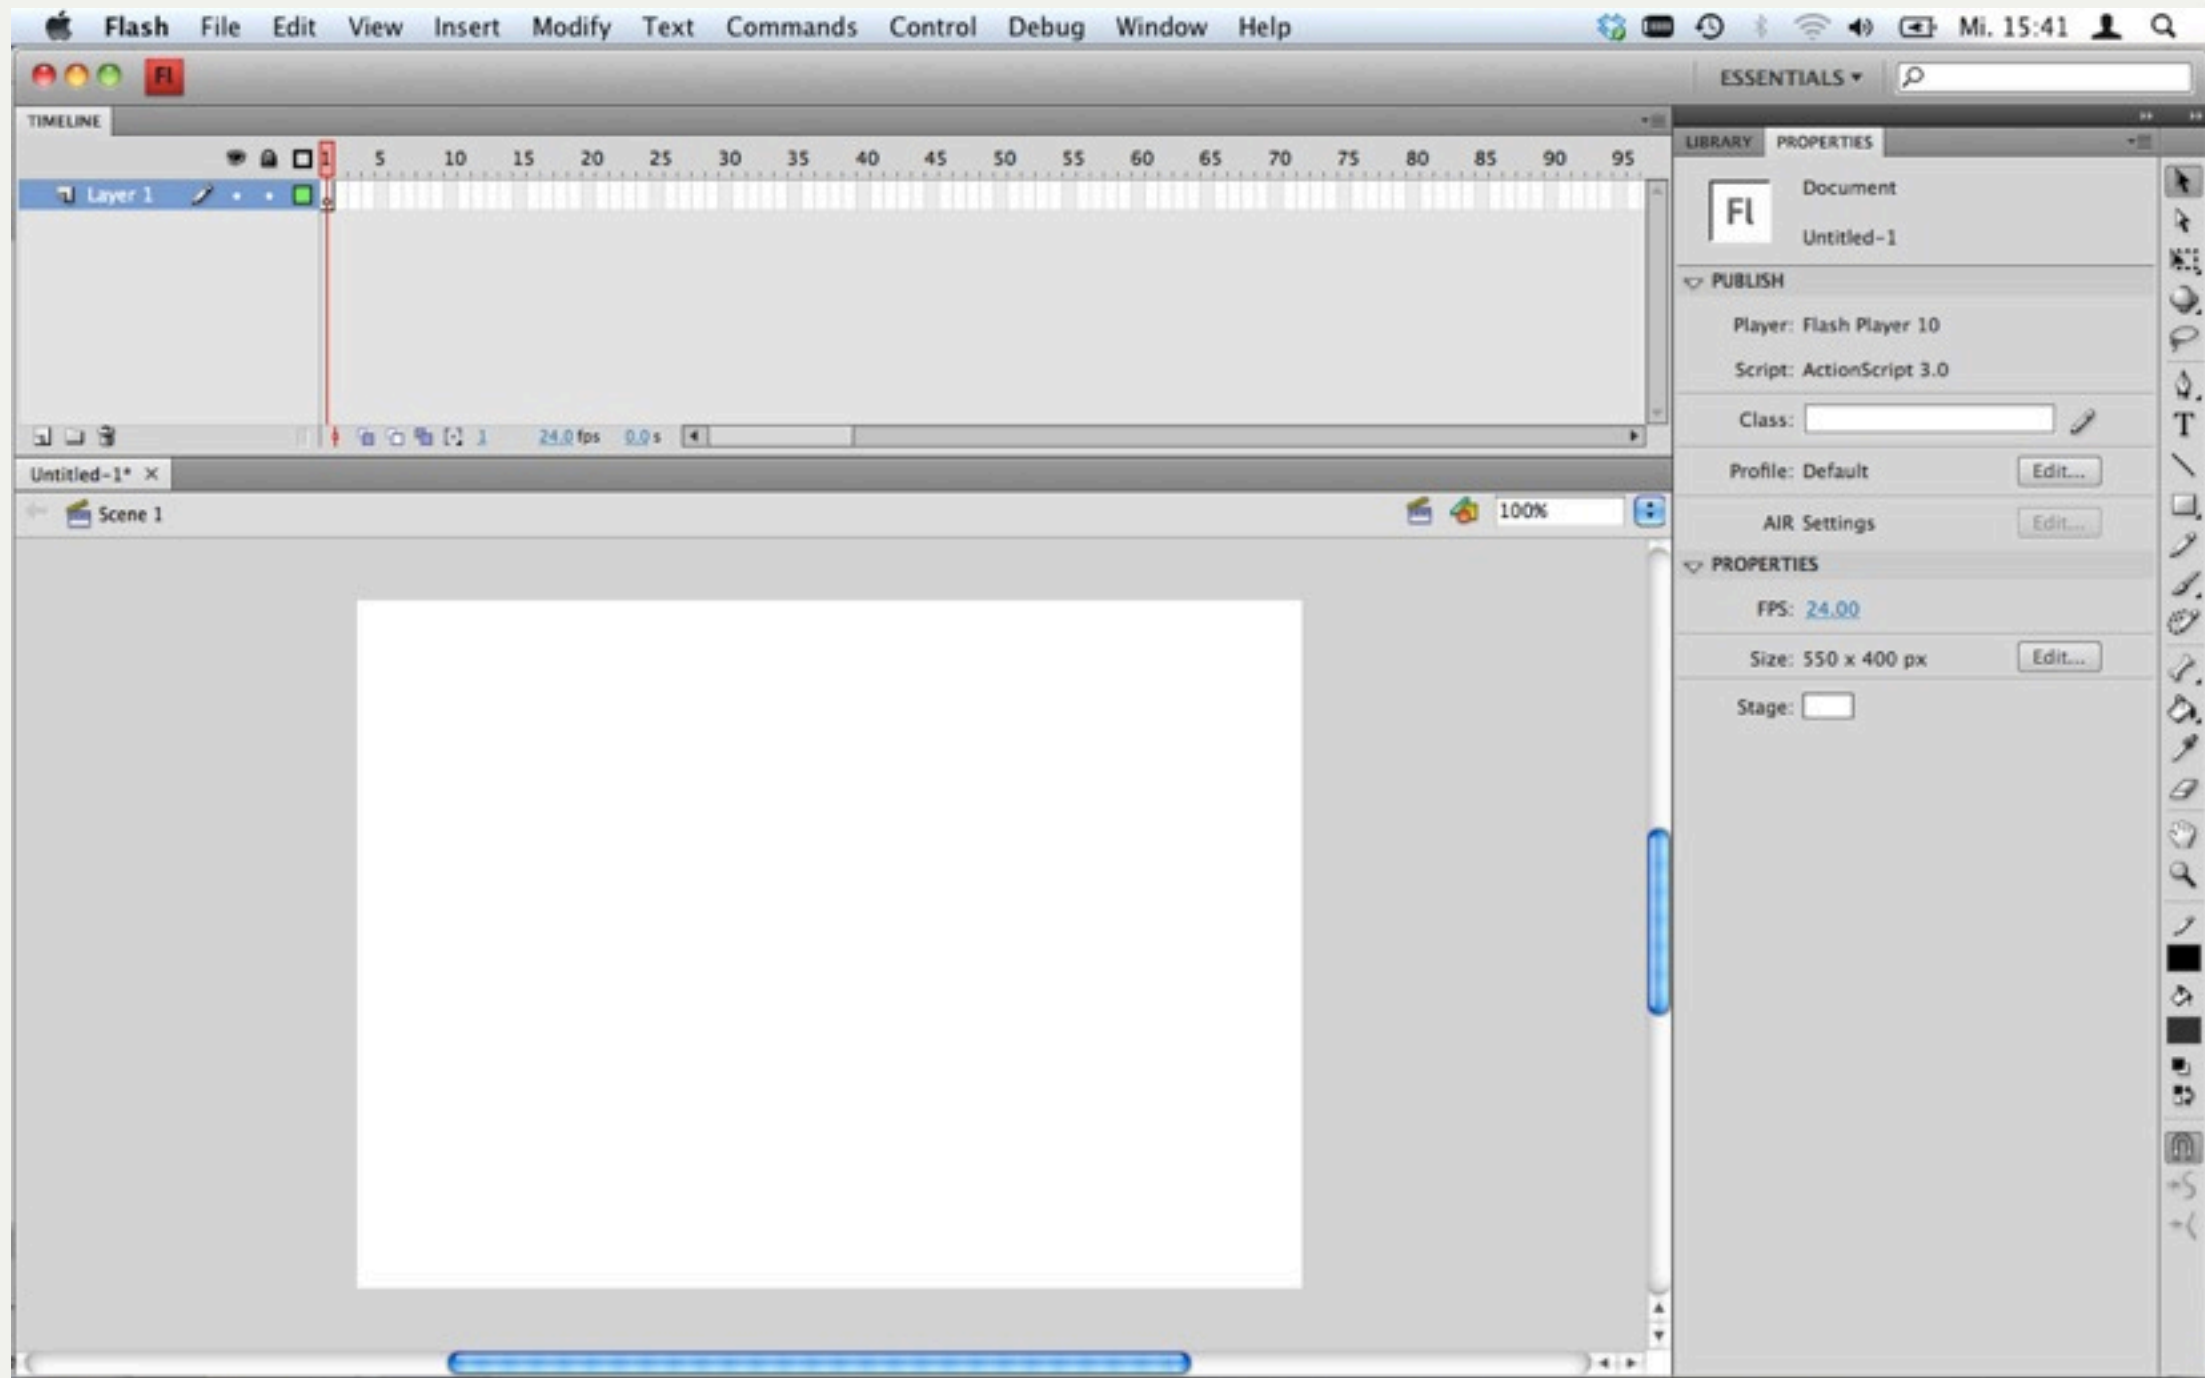 Flash File Edit View Insert Modify Text Commands Control Debug Window Help Mi. 15:41
Fl ESSENTIALS
TIMELINE
1 5 10 15 20 25 30 35 40 45 50 55 60 65 70 75 80 85 90 95
Layer 1
1 24.0 fps 0.0 s
Untitled-1* ×
Scene 1 100%
LIBRARY PROPERTIES
Fl
Document
Untitled-1
PUBLISH
Player: Flash Player 10
Script: ActionScript 3.0
Class:
Profile: Default Edit...
AIR Settings Edit...
PROPERTIES
FPS: 24.00
Size: 550 x 400 px Edit...
Stage:
T